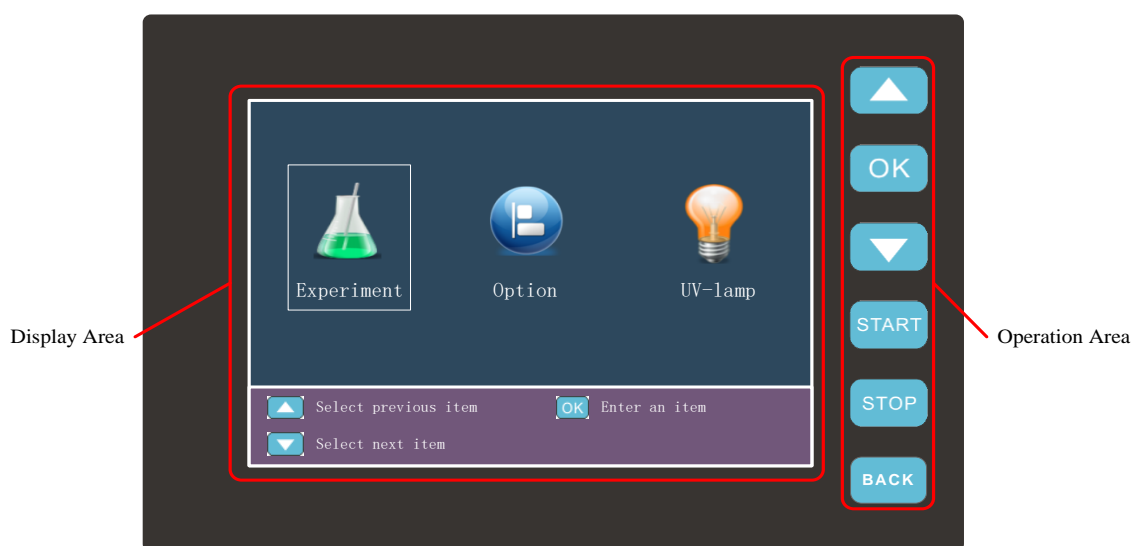 Experiment
Option
UV-lamp
Select previous item
OK Enter an item
Select next item
OK
START
STOP
BACK
Display Area
Operation Area